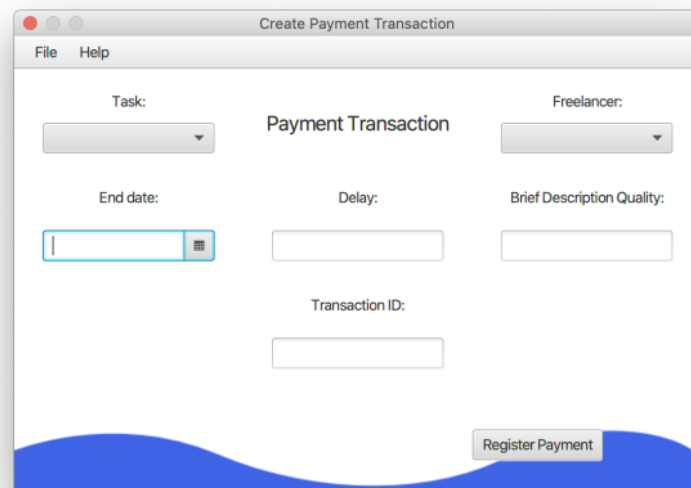 Create Payment Transaction
File Help
Task:
Payment Transaction
Freelancer:
End date:
Delay:
Brief Description Quality:
Transaction ID:
Register Payment